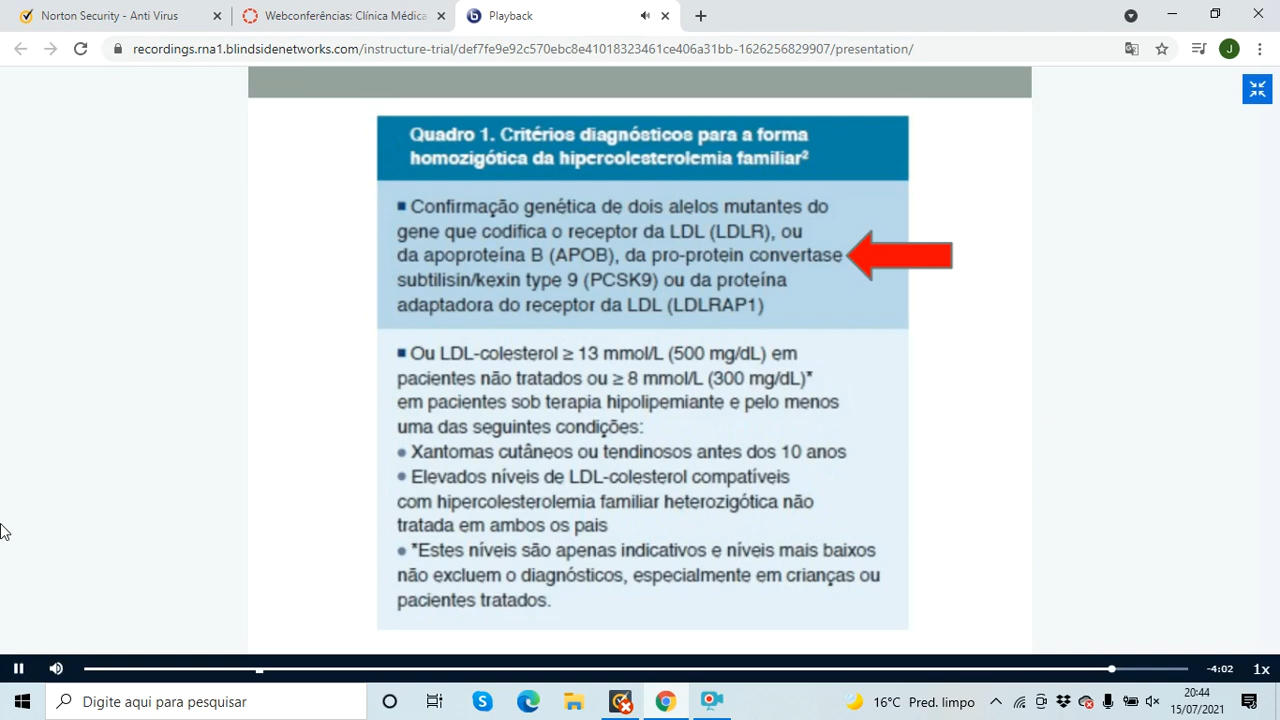 Norton Security - Anti Virus
Webconferências: Clínica Médica
Playback
recordings.rna1.blindsidenetworks.com/instructure-trial/def7fe9e92c570ebc8e41018323461ce406a31bb-1626256829907/presentation/
J
Quadro 1. Critérios diagnósticos para a forma
homozigótica da hipercolesterolemia familiar²
Confirmação genética de dois alelos mutantes do
gene que codifica o receptor da LDL (LDLR), ou
da apoproteína B (APOB), da pro-protein convertase
subtilisin/kexin type 9 (PCSK9) ou da proteína
adaptadora do receptor da LDL (LDLRAP1)
Ou LDL-colesterol ≥ 13 mmol/L (500 mg/dL) em
pacientes não tratados ou ≥ 8 mmol/L (300 mg/dL)*
em pacientes sob terapia hipolipemiante e pelo menos
uma das seguintes condições:
Xantomas cutâneos ou tendinosos antes dos 10 anos
Elevados níveis de LDL-colesterol compatíveis
com hipercolesterolemia familiar heterozigótica não
tratada em ambos os pais
*Estes níveis são apenas indicativos e níveis mais baixos
não excluem o diagnósticos, especialmente em crianças ou
pacientes tratados.
-4:02
1x
Digite aqui para pesquisar
16°C Pred. limpo
20:44
15/07/2021